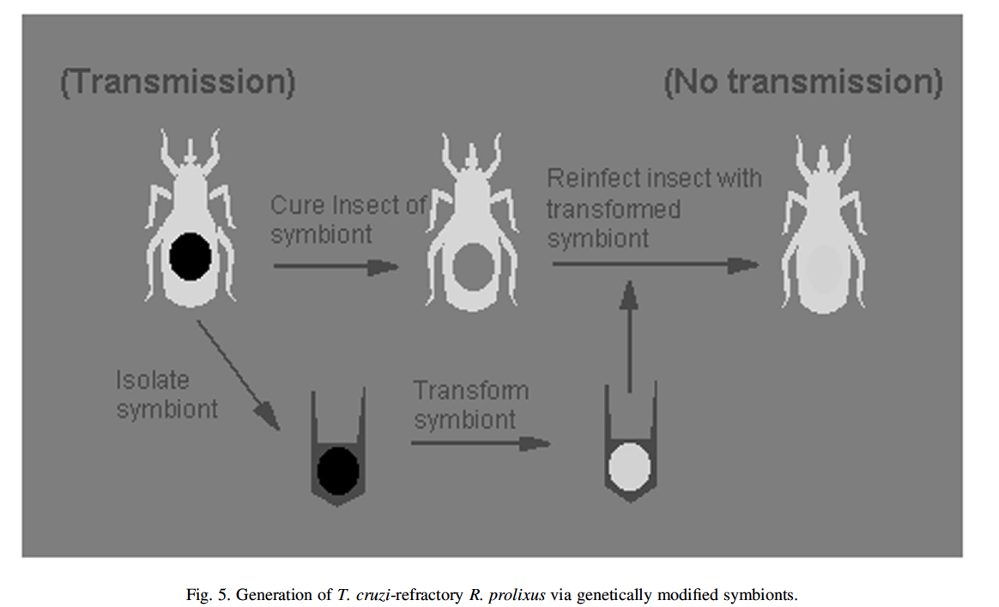 (Transmission)
(No transmission)
Cure Insect of
symbiont
Reinfect insect with
transformed
symbiont
Isolate
symbiont
Transform
symbiont
Fig. 5. Generation of T. cruzi-refractory R. prolixus via genetically modified symbionts.